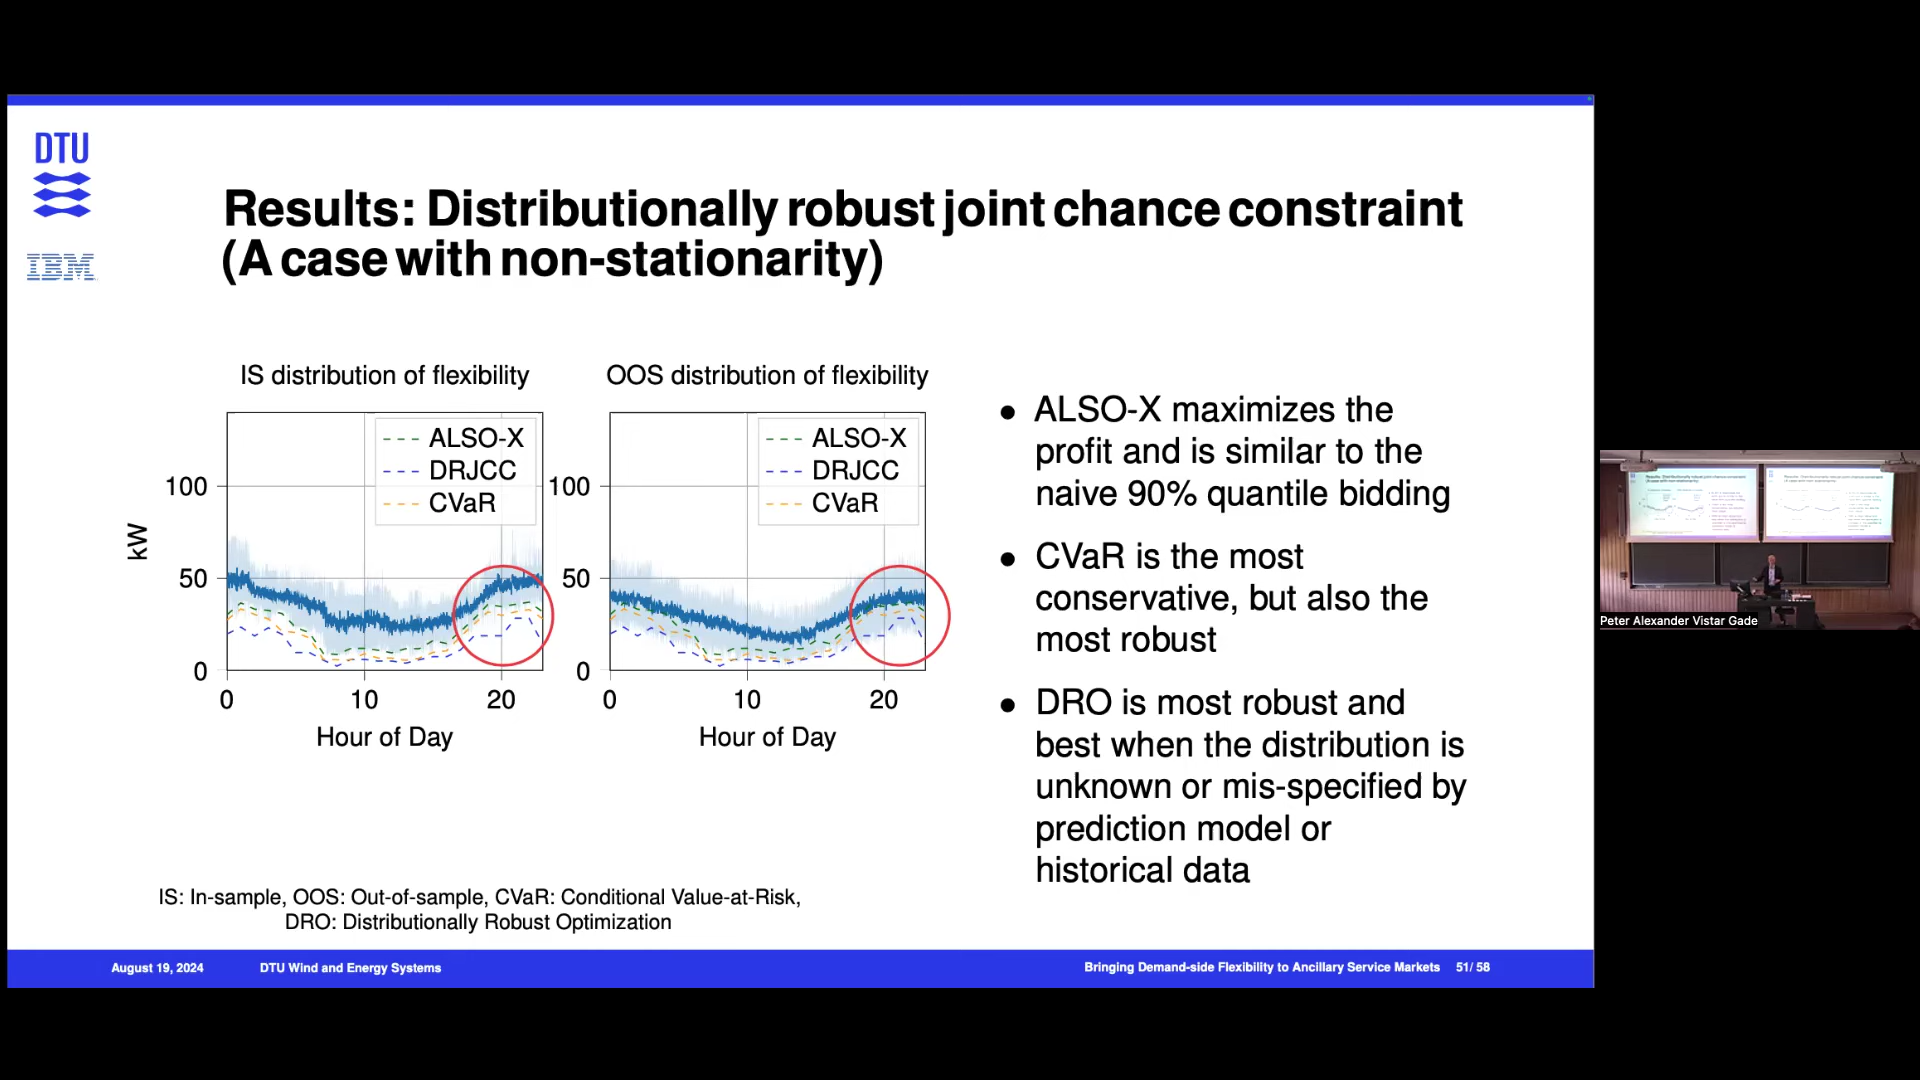 DTU
IBM
Results: Distributionally robust joint chance constraint
(A case with non-stationarity)
IS distribution of flexibility
ALSO-X
DRJCC
CVaR
kW
100
50
0
0 10 20
Hour of Day
OOS distribution of flexibility
ALSO-X
DRJCC
CVaR
100
50
0
0 10 20
Hour of Day
• ALSO-X maximizes the
profit and is similar to the
naive 90% quantile bidding
• CVaR is the most
conservative, but also the
most robust
• DRO is most robust and
best when the distribution is
unknown or mis-specified by
prediction model or
historical data
IS: In-sample, OOS: Out-of-sample, CVaR: Conditional Value-at-Risk,
DRO: Distributionally Robust Optimization
August 19, 2024 DTU Wind and Energy Systems Bringing Demand-side Flexibility to Ancillary Service Markets 51/ 58
Peter Alexander Vistar Gade